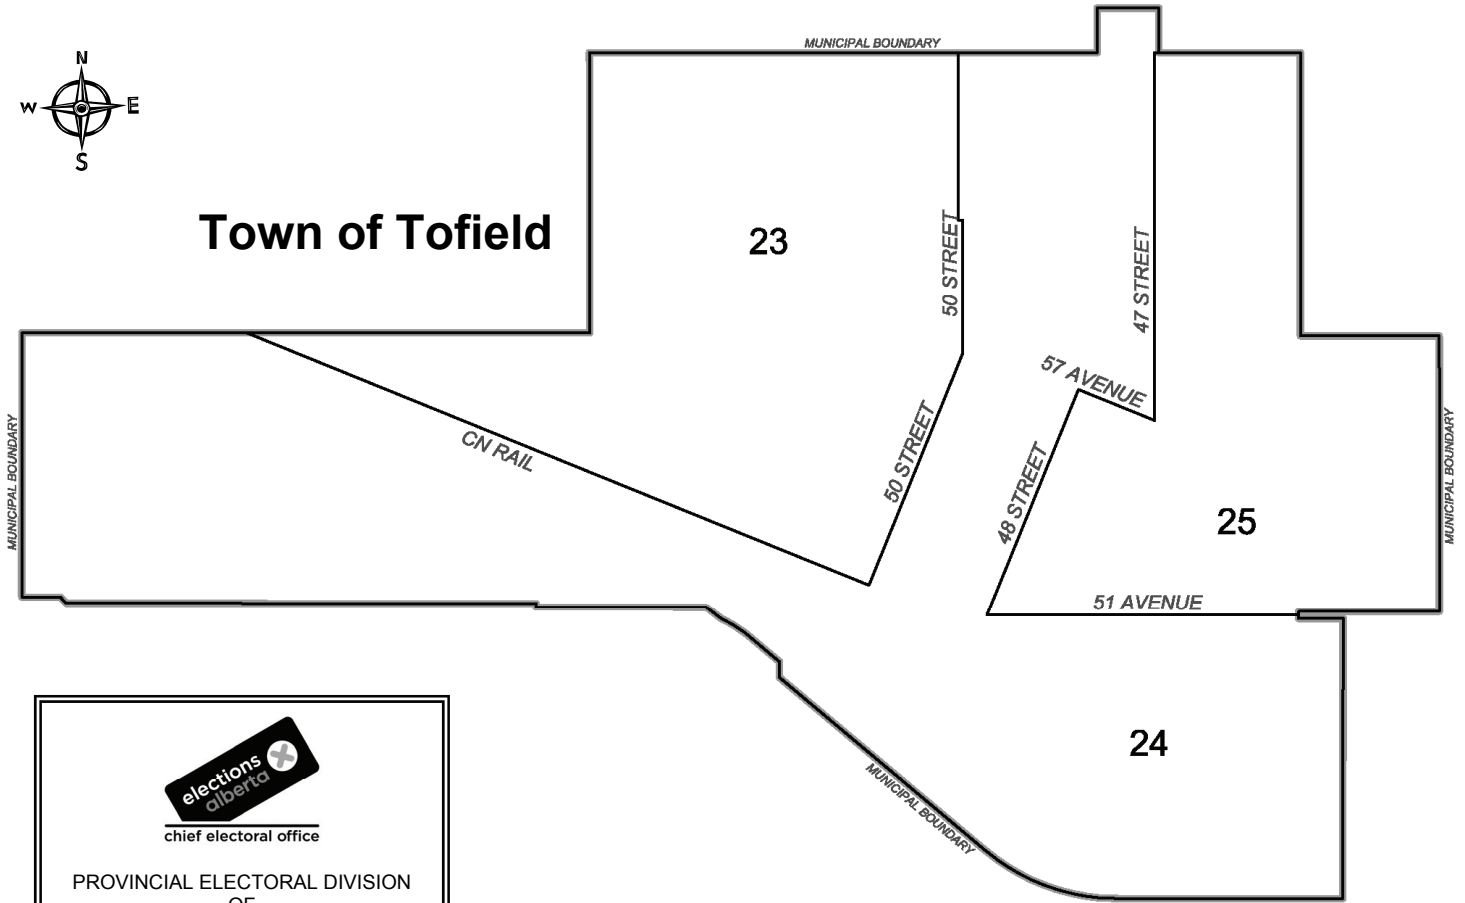 MUNICIPAL BOUNDARY
N
W E
S
Town of Tofield
23
50 STREET
47 STREET
57 AVENUE
50 STREET
48 STREET
CN RAIL
MUNICIPAL BOUNDARY
MUNICIPAL BOUNDARY
25
51 AVENUE
24
MUNICIPAL BOUNDARY
elections
alberta
chief electoral office
PROVINCIAL ELECTORAL DIVISION
OF